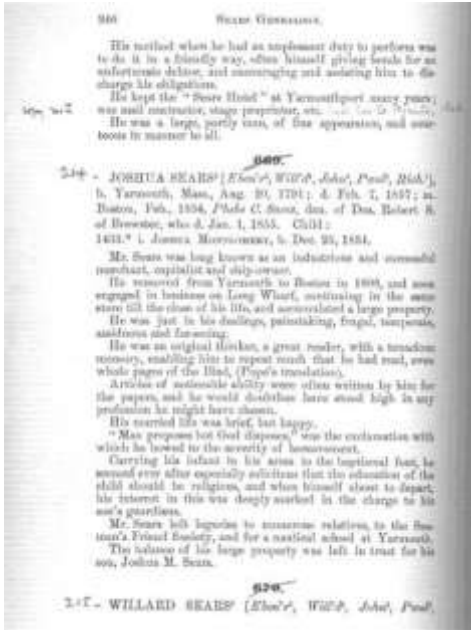 SEARS GENEALOGY.
His method when he had an unpleasant duty to perform was
to do it in a friendly way, often himself giving bonds for an
unfortunate debtor, and encouraging and assisting him to dis-
charge his obligations.
He kept the "Sears Hotel" at Yarmouthport many years;
was mail contractor, stage proprietor, etc.
He was a large, portly man, of fine appearance, and cour-
teous in manner to all.
669.
214 - JOSHUA SEARS (Eben'r, Will'd, John, Paul,
b. Yarmouth, Mass., Aug. 20, 1791; d. Feb. 7, 1857; m.
Boston, Feb., 1854, Phebe C. Snow, dau. of Dea. Robert S.
of Brewster, who d. Jan. 1, 1855. Child:
i. JOSHUA MONTGOMERY, b. Dec. 25, 1854.
Mr. Sears was long known as an industrious and successful
merchant, capitalist and ship-owner.
He removed from Yarmouth to Boston in and soon
engaged in business on Long Wharf, continuing in the same
store till the close of his life, and accumulated a large property.
He was just in his dealings, painstaking, frugal, temperate,
assiduous and far-seeing.
He was an original thinker, a great reader, with a tenacious
memory, enabling him to repeat much that he had read, even
whole pages of the Iliad, (Pope's translation).
Articles of noticeable ability were often written by him for
the papers, and he would doubtless have stood high in any
profession he might have chosen.
His married life was brief, but happy.
"Man proposes but God disposes," was the exclamation with
which he bowed to the severity of bereavement.
Carrying his infant in his arms to the baptismal font, he
seemed ever after especially solicitous that the education of the
child should be religious, and when himself about to depart,
his interest in this was deeply marked in the charge to his
son's guardians.
Mr. Sears left legacies to numerous relatives, to the Sea-
man's Friend Society, and for a nautical school at Yarmouth.
The balance of his large property was left in trust for his
son, Joshua M. Sears.
670.
215 - WILLARD SEARS (Eben'r, Will'd, John, Paul,